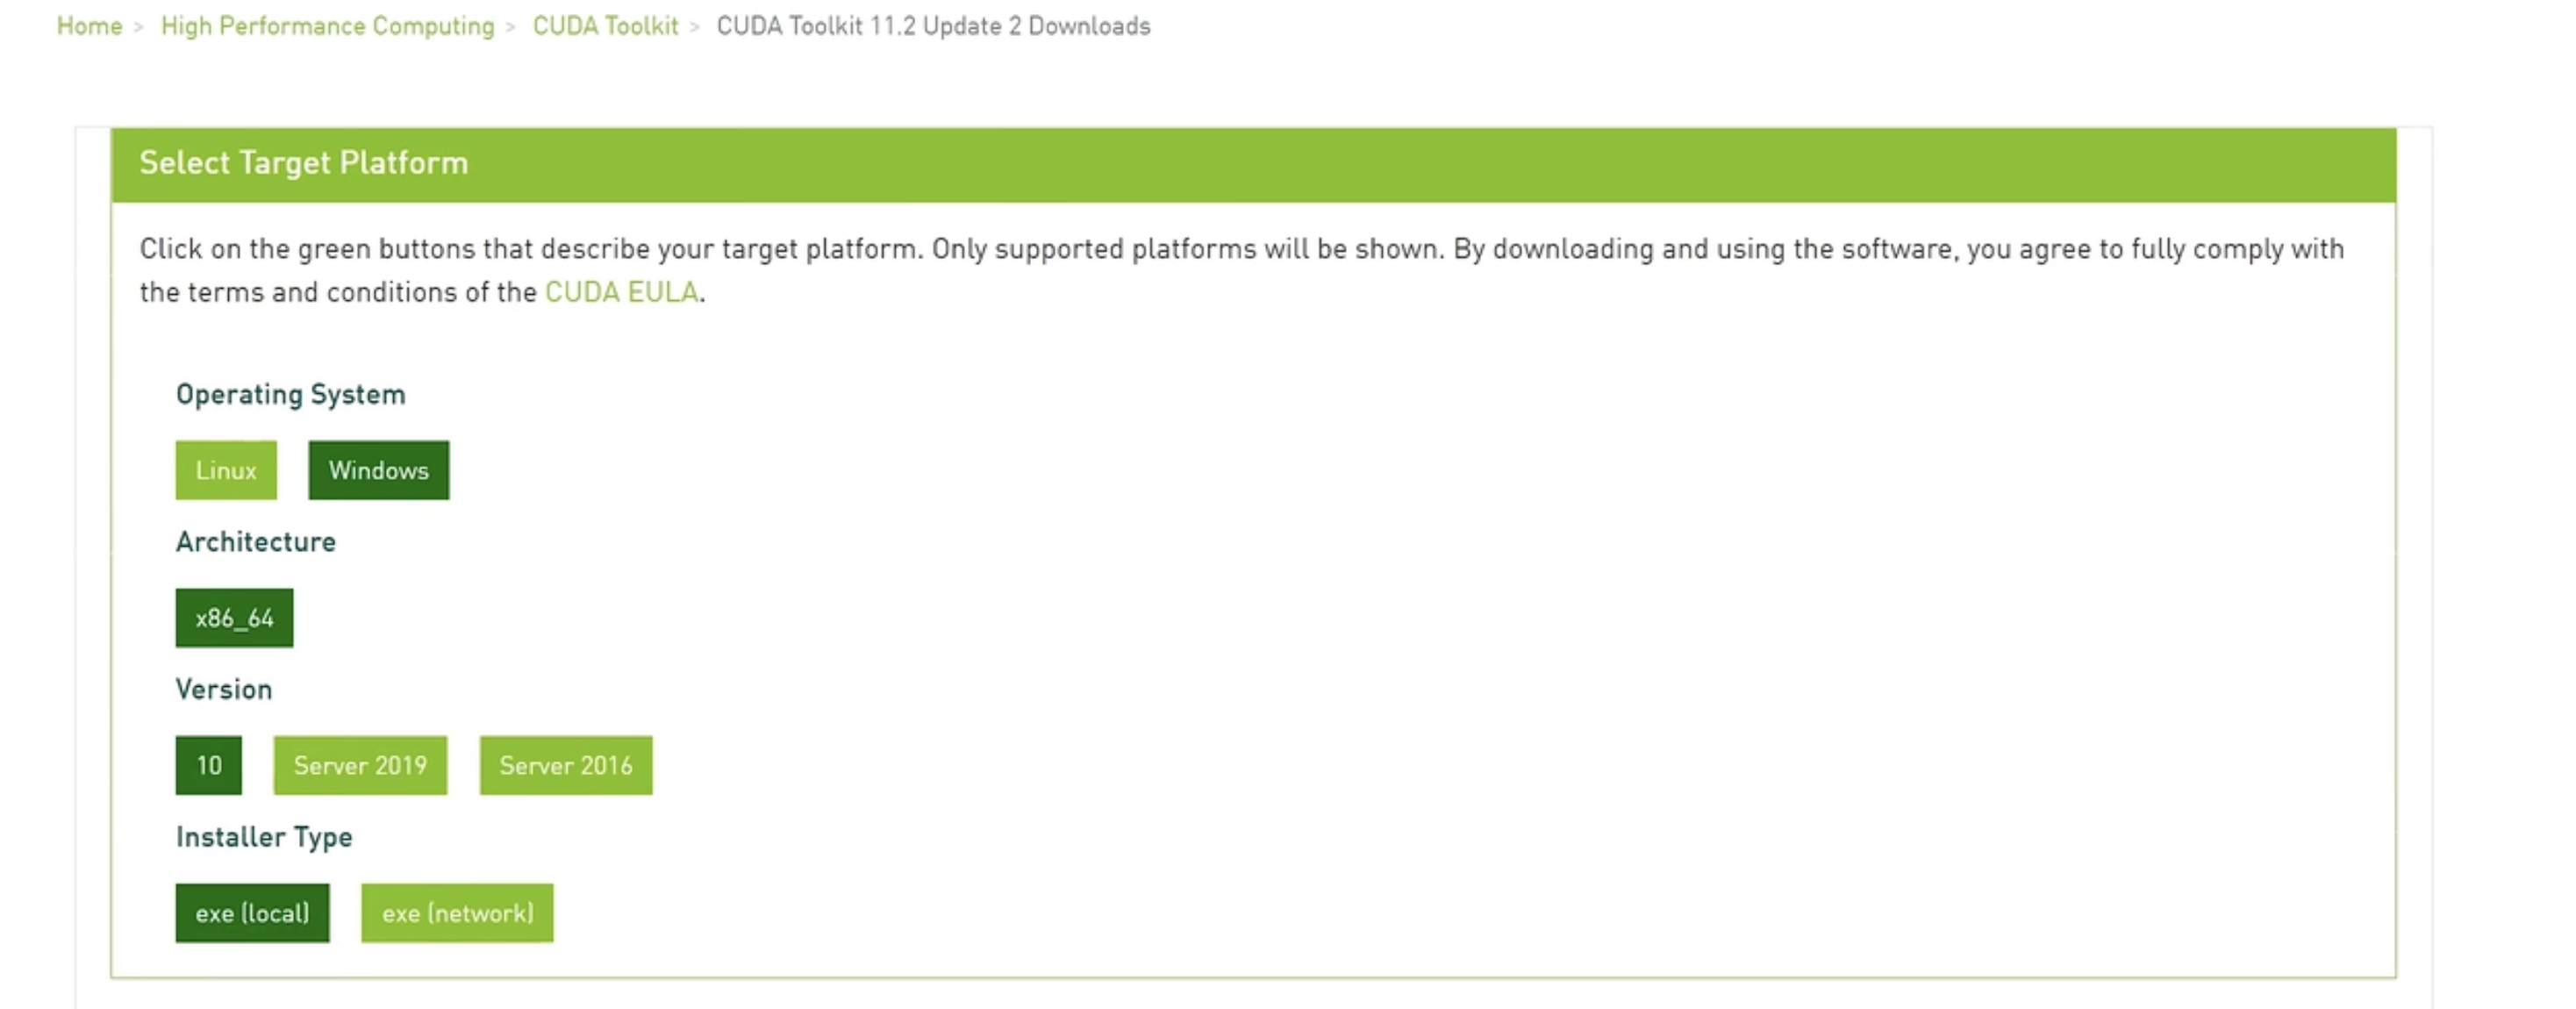 Home > High Performance Computing > CUDA Toolkit > CUDA Toolkit 11.2 Update 2 Downloads
Select Target Platform
Click on the green buttons that describe your target platform. Only supported platforms will be shown. By downloading and using the software, you agree to fully comply with
the terms and conditions of the CUDA EULA.
Operating System
Linux Windows
Architecture
x86_64
Version
10 Server 2019 Server 2016
Installer Type
exe (local) exe (network)